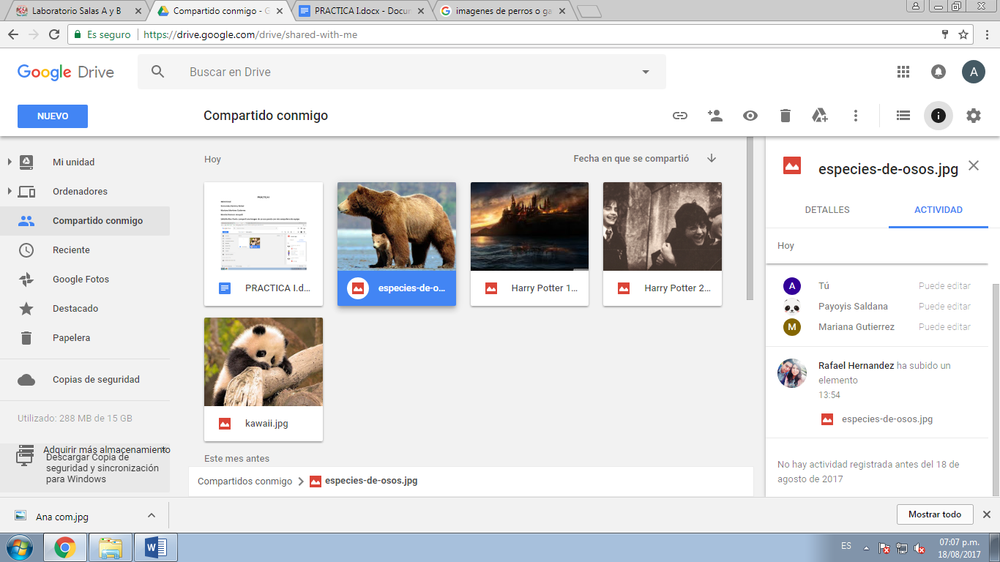 Laboratorio Salas A y B
Compartido conmigo - G
PRACTICA I.docx - Docum
imagenes de perros o ga
Es seguro
https://drive.google.com/drive/shared-with-me
Google Drive
Buscar en Drive
A
NUEVO
Compartido conmigo
Mi unidad
Ordenadores
Compartido conmigo
Reciente
Google Fotos
Destacado
Papelera
Copias de seguridad
Utilizado: 288 MB de 15 GB
Adquirir más almacenamiento
Descargar Copia de
seguridad y sincronización
para Windows
Hoy
Fecha en que se compartió
PRACTICA I
PRACTICA I.d...
especies-de-o...
Harry Potter 1...
Harry Potter 2...
kawaii.jpg
Este mes antes
Compartidos conmigo
especies-de-osos.jpg
especies-de-osos.jpg
DETALLES
ACTIVIDAD
Hoy
A
Tú
Puede editar
Payoyis Saldana
Puede editar
M
Mariana Gutierrez
Puede editar
Rafael Hernandez ha subido un
elemento
13:54
especies-de-osos.jpg
No hay actividad registrada antes del 18 de
agosto de 2017
Ana com.jpg
Mostrar todo
ES
07:07 p.m.
18/08/2017